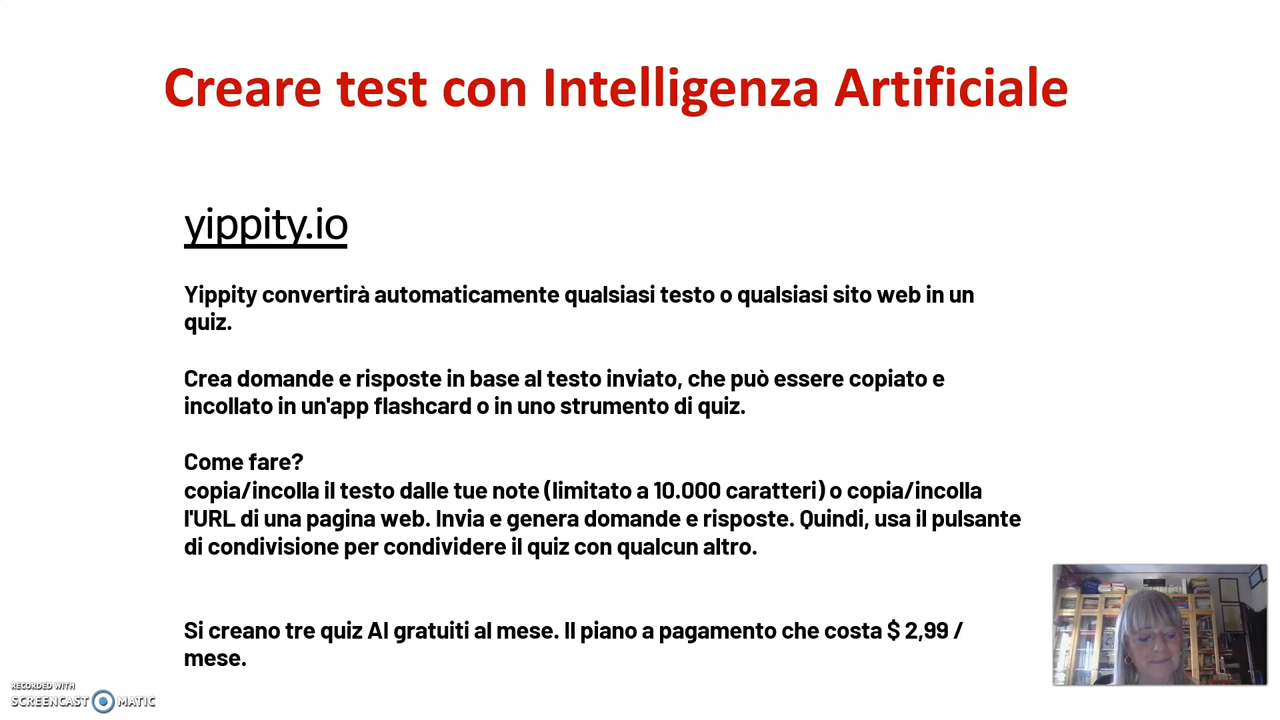 Creare test con Intelligenza Artificiale
yippity.io
Yippity convertirà automaticamente qualsiasi testo o qualsiasi sito web in un
quiz.
Crea domande e risposte in base al testo inviato, che può essere copiato e
incollato in un'app flashcard o in uno strumento di quiz.
Come fare?
copia/incolla il testo dalle tue note (limitato a 10.000 caratteri) o copia/incolla
l'URL di una pagina web. Invia e genera domande e risposte. Quindi, usa il pulsante
di condivisione per condividere il quiz con qualcun altro.
Si creano tre quiz AI gratuiti al mese. Il piano a pagamento che costa $ 2,99 /
mese.
RECORDED WITH
SCREENCAST MATIC